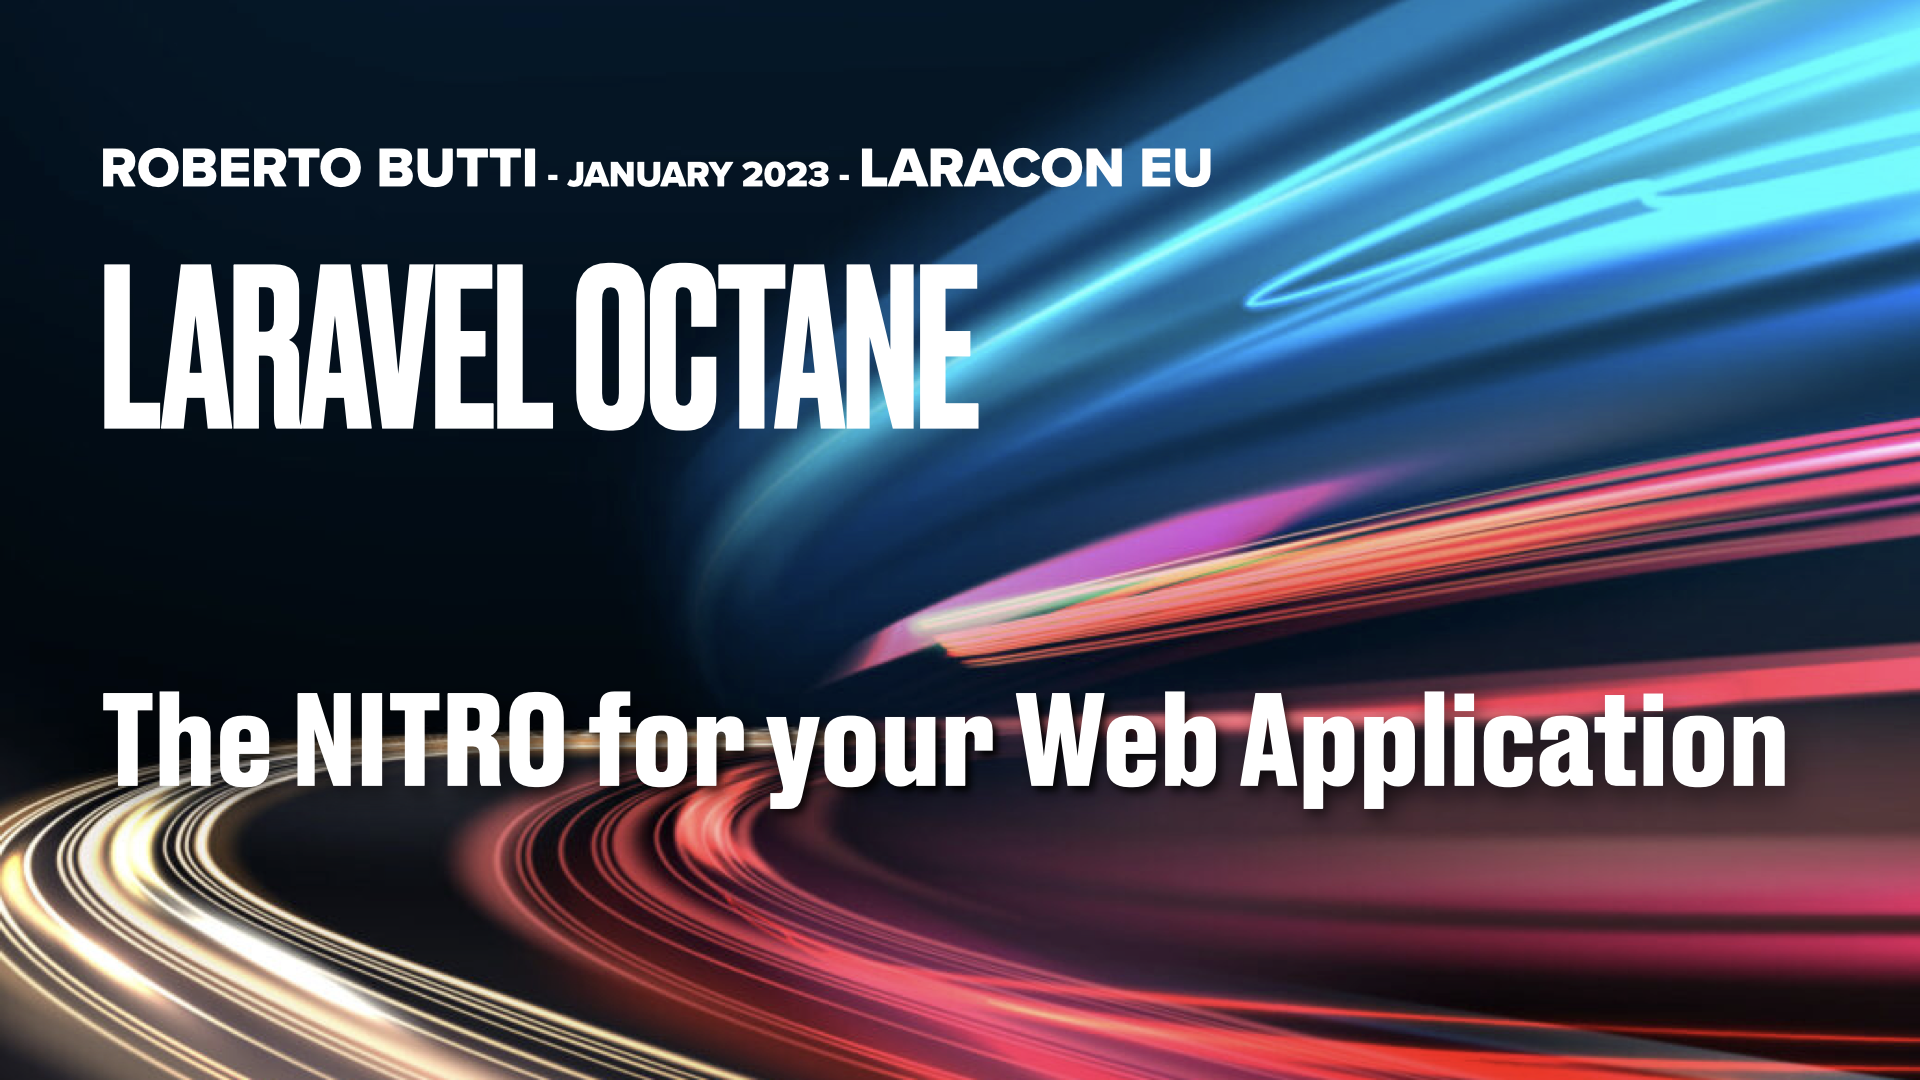 ROBERTO BUTTI - JANUARY 2023 - LARACON EU
LARAVEL OCTANE
The NITRO for your Web Application